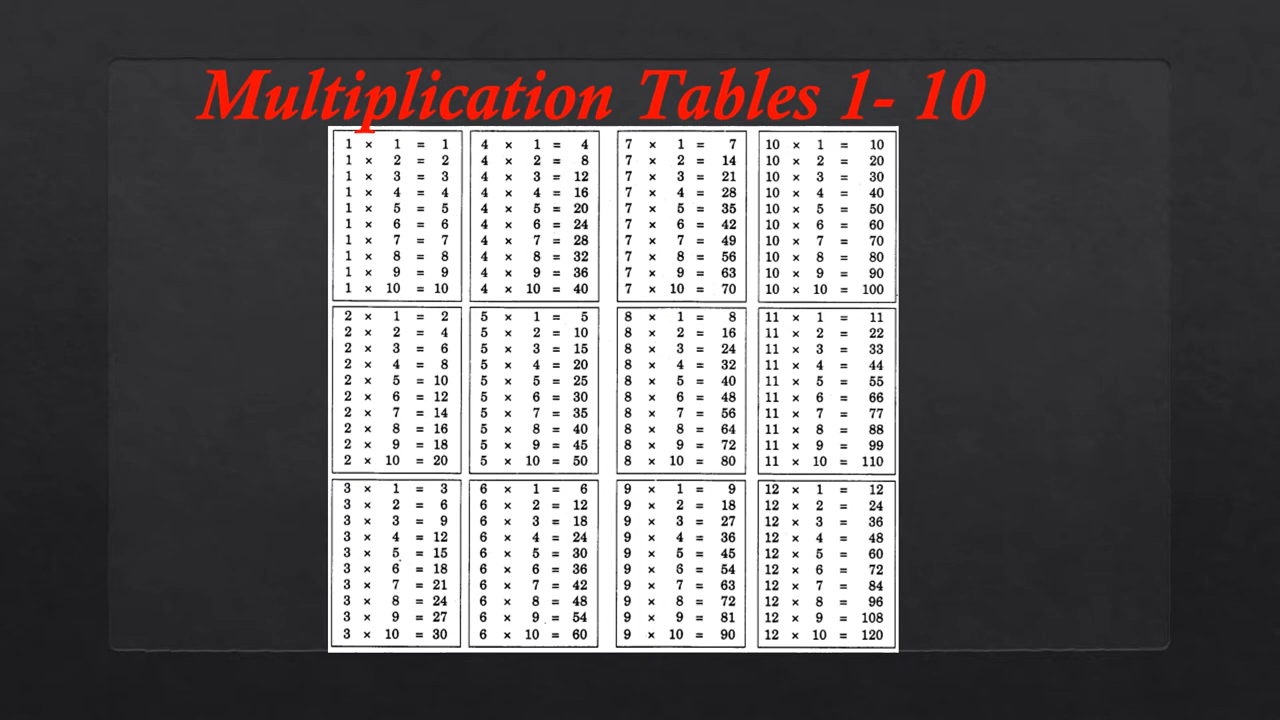 Multiplication Tables 1- 10
1 × 1 = 1
1 × 2 = 2
1 × 3 = 3
1 × 4 = 4
1 × 5 = 5
1 × 6 = 6
1 × 7 = 7
1 × 8 = 8
1 × 9 = 9
1 × 10 = 10
4 × 1 = 4
4 × 2 = 8
4 × 3 = 12
4 × 4 = 16
4 × 5 = 20
4 × 6 = 24
4 × 7 = 28
4 × 8 = 32
4 × 9 = 36
4 × 10 = 40
7 × 1 = 7
7 × 2 = 14
7 × 3 = 21
7 × 4 = 28
7 × 5 = 35
7 × 6 = 42
7 × 7 = 49
7 × 8 = 56
7 × 9 = 63
7 × 10 = 70
10 × 1 = 10
10 × 2 = 20
10 × 3 = 30
10 × 4 = 40
10 × 5 = 50
10 × 6 = 60
10 × 7 = 70
10 × 8 = 80
10 × 9 = 90
10 × 10 = 100
2 × 1 = 2
2 × 2 = 4
2 × 3 = 6
2 × 4 = 8
2 × 5 = 10
2 × 6 = 12
2 × 7 = 14
2 × 8 = 16
2 × 9 = 18
2 × 10 = 20
5 × 1 = 5
5 × 2 = 10
5 × 3 = 15
5 × 4 = 20
5 × 5 = 25
5 × 6 = 30
5 × 7 = 35
5 × 8 = 40
5 × 9 = 45
5 × 10 = 50
8 × 1 = 8
8 × 2 = 16
8 × 3 = 24
8 × 4 = 32
8 × 5 = 40
8 × 6 = 48
8 × 7 = 56
8 × 8 = 64
8 × 9 = 72
8 × 10 = 80
11 × 1 = 11
11 × 2 = 22
11 × 3 = 33
11 × 4 = 44
11 × 5 = 55
11 × 6 = 66
11 × 7 = 77
11 × 8 = 88
11 × 9 = 99
11 × 10 = 110
3 × 1 = 3
3 × 2 = 6
3 × 3 = 9
3 × 4 = 12
3 × 5 = 15
3 × 6 = 18
3 × 7 = 21
3 × 8 = 24
3 × 9 = 27
3 × 10 = 30
6 × 1 = 6
6 × 2 = 12
6 × 3 = 18
6 × 4 = 24
6 × 5 = 30
6 × 6 = 36
6 × 7 = 42
6 × 8 = 48
6 × 9 = 54
6 × 10 = 60
9 × 1 = 9
9 × 2 = 18
9 × 3 = 27
9 × 4 = 36
9 × 5 = 45
9 × 6 = 54
9 × 7 = 63
9 × 8 = 72
9 × 9 = 81
9 × 10 = 90
12 × 1 = 12
12 × 2 = 24
12 × 3 = 36
12 × 4 = 48
12 × 5 = 60
12 × 6 = 72
12 × 7 = 84
12 × 8 = 96
12 × 9 = 108
12 × 10 = 120